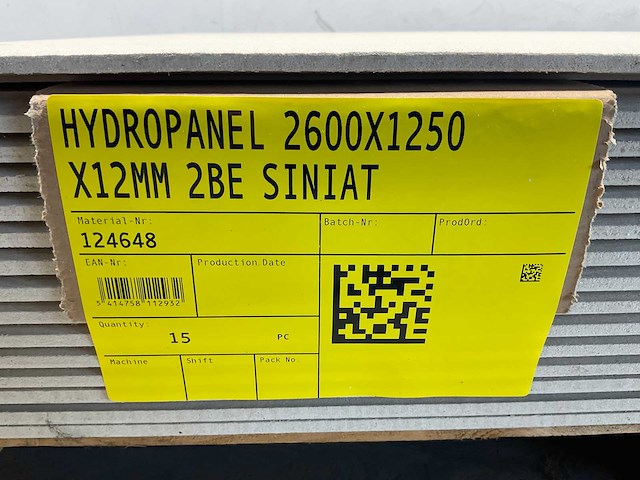 HYDROPANEL 2600X1250
X12MM 2BE SINIAT
Material-Nr:
124648
Batch-Nr:
ProdOrd:
EAN-Nr:
5 414758 112932
Production Date
Quantity:
15 PC
Machine
Shift
Pack No.